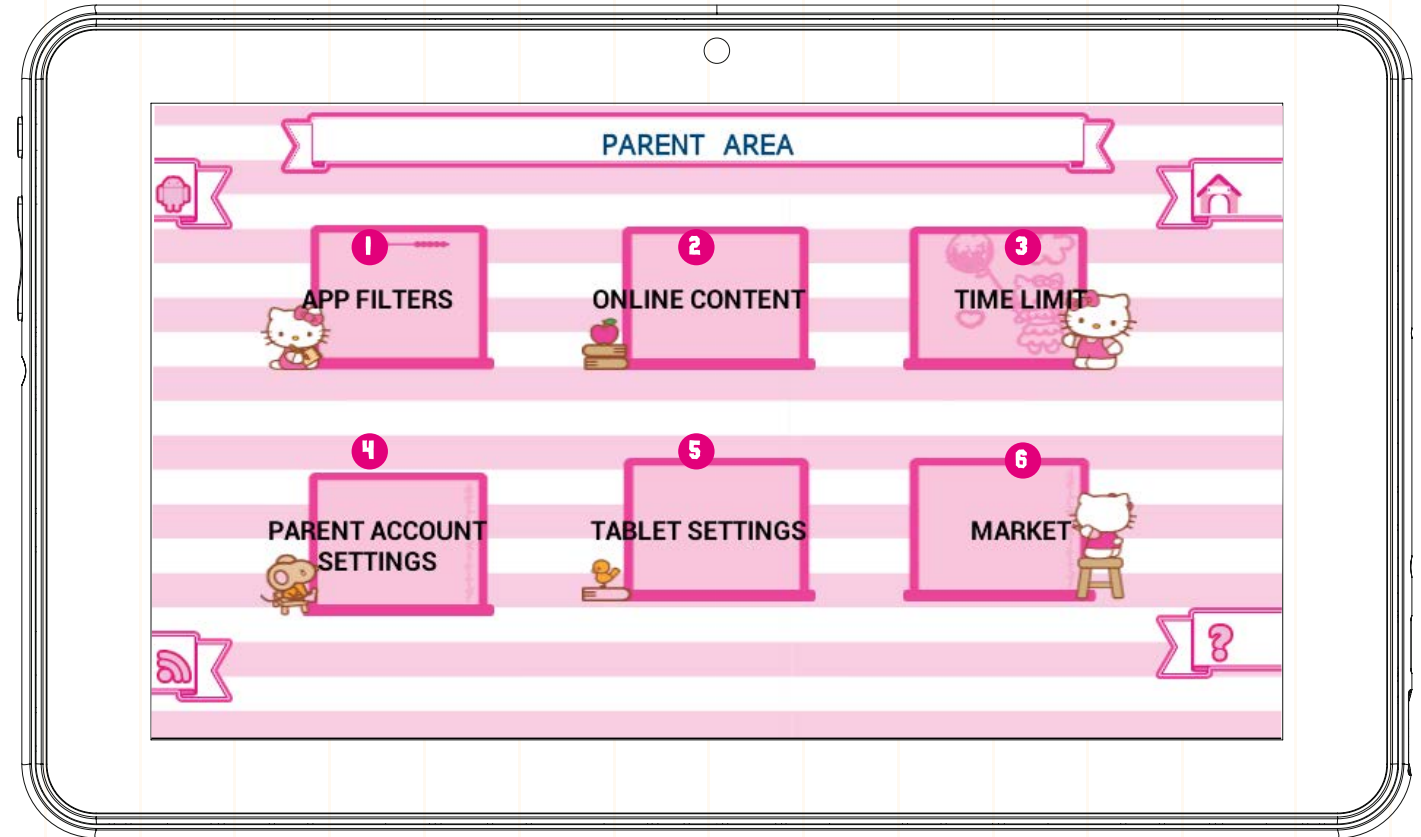 PARENT AREA
1
2
3
APP FILTERS
ONLINE CONTENT
TIME LIMIT
4
5
6
PARENT ACCOUNT
SETTINGS
TABLET SETTINGS
MARKET
?